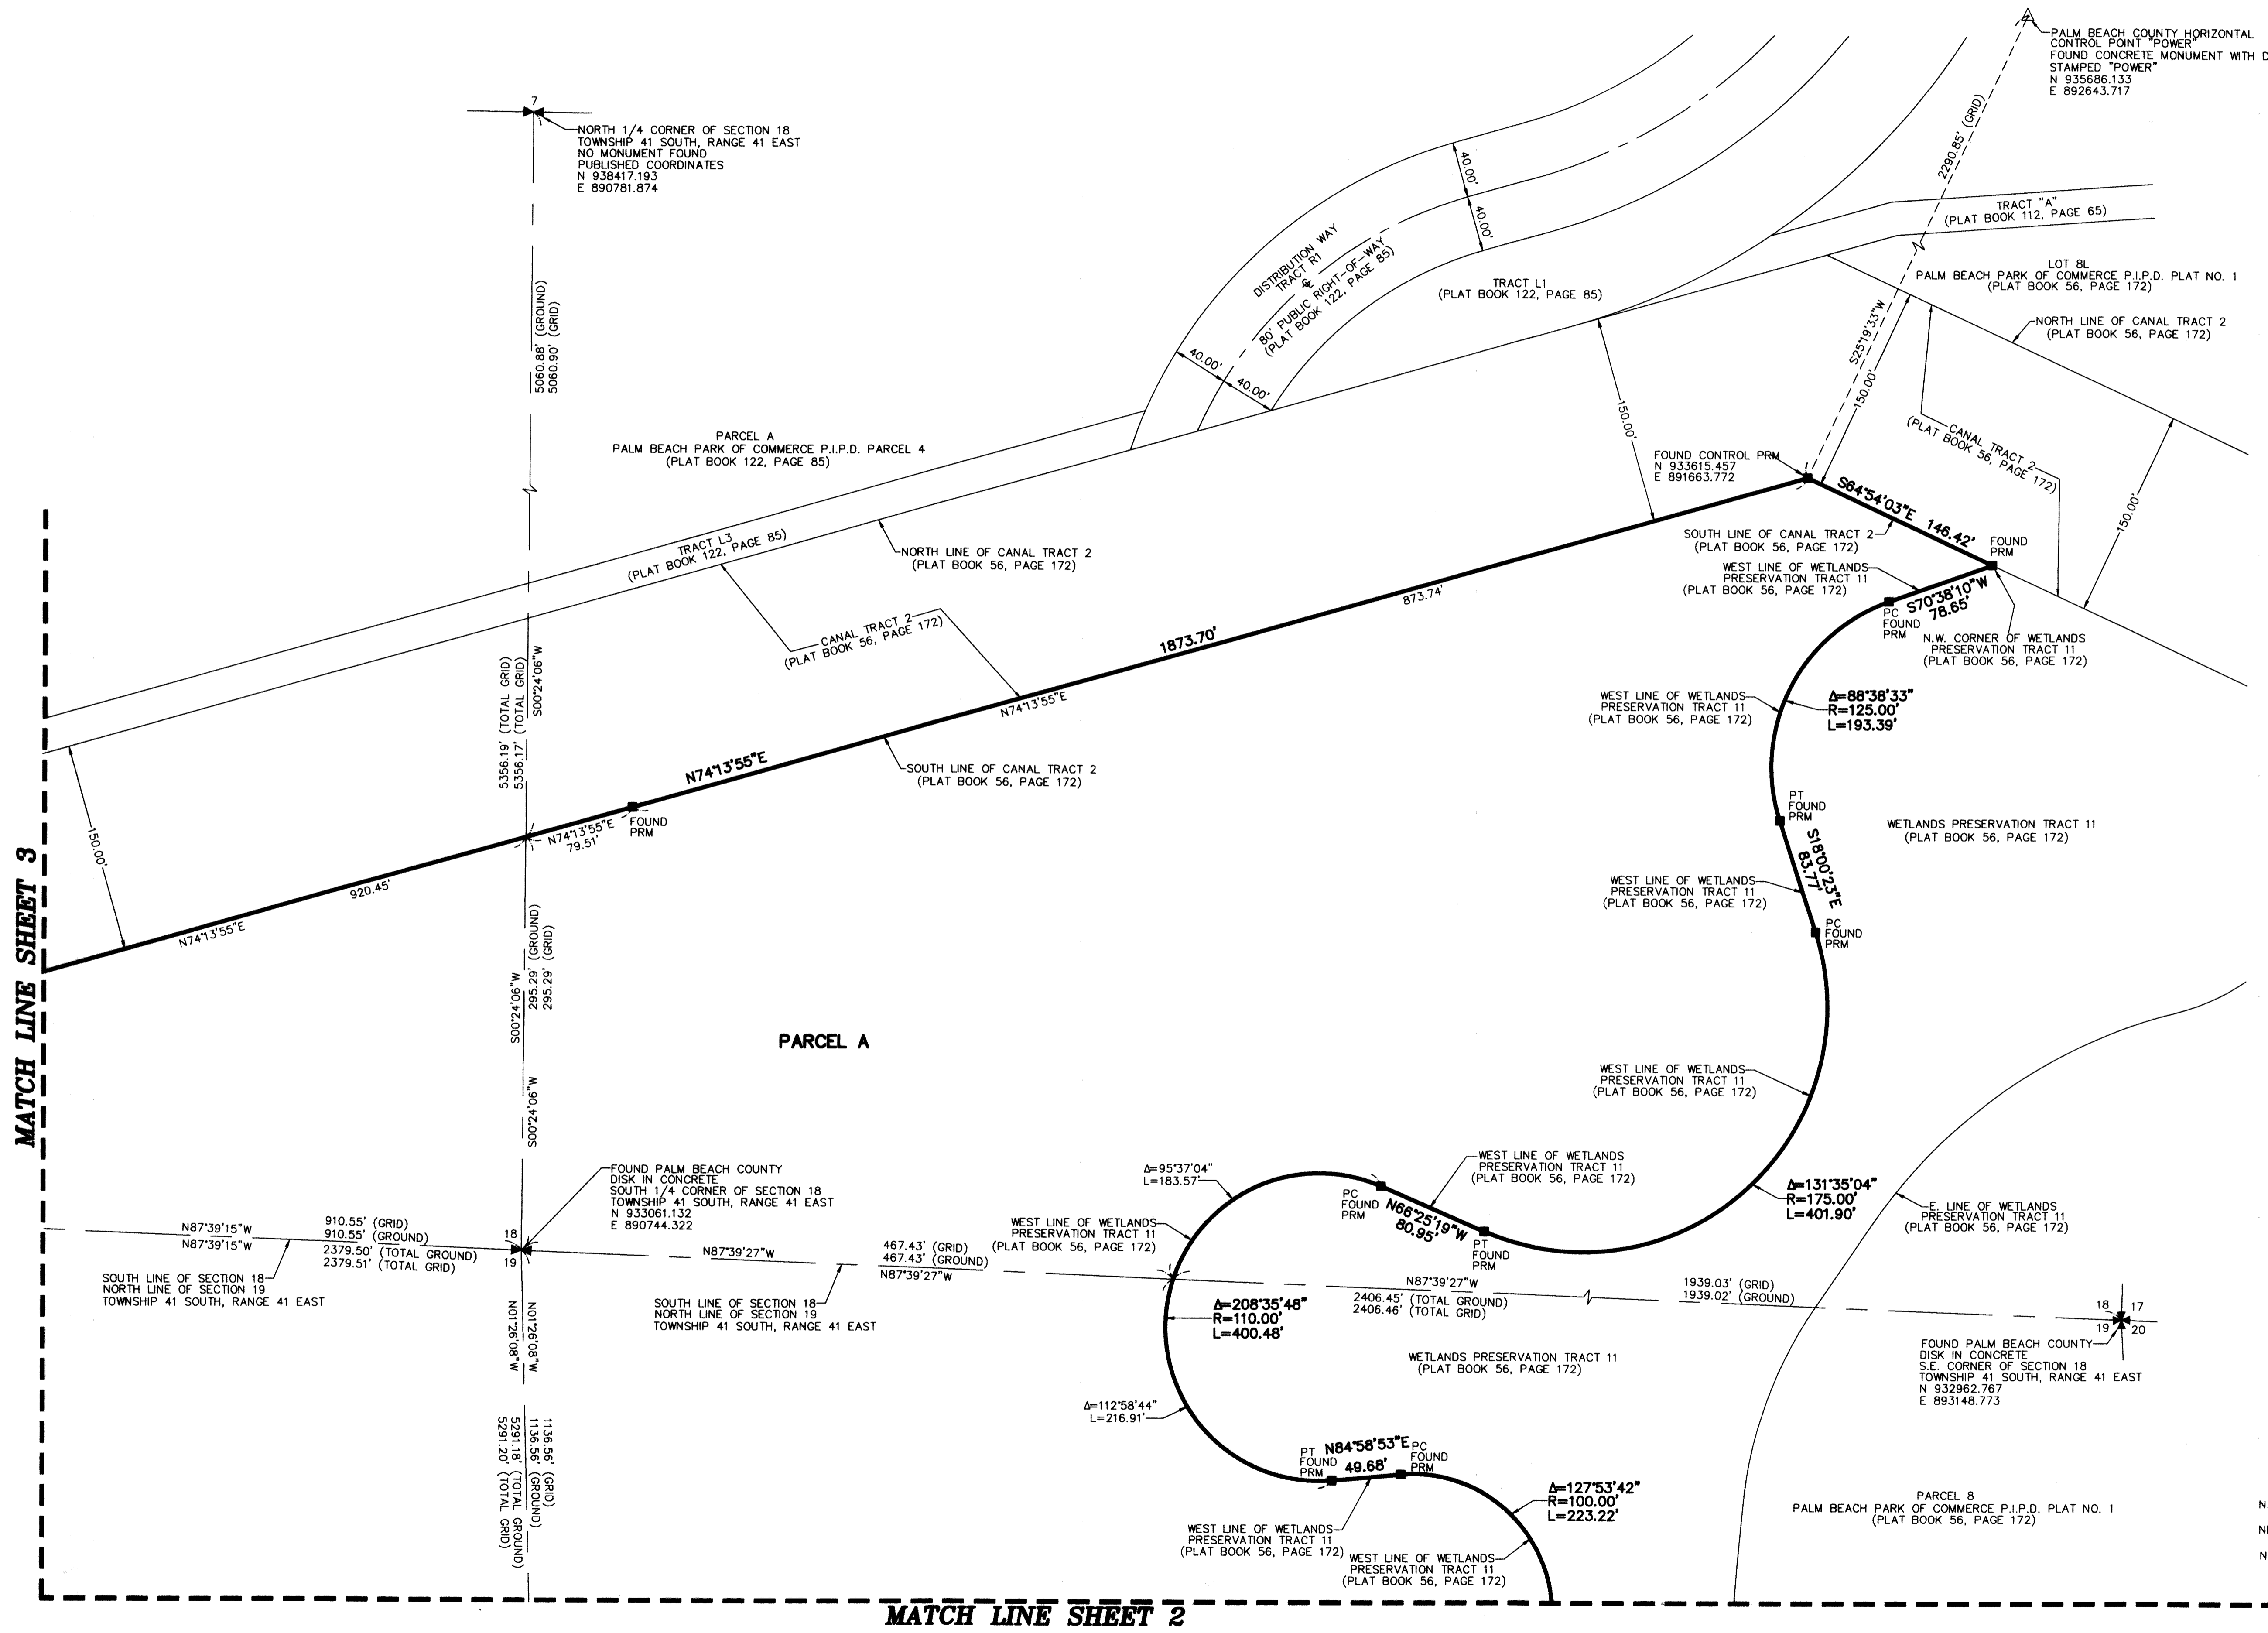 PALM BEACH COUNTY HORIZONTAL
CONTROL POINT "POWER"
FOUND CONCRETE MONUMENT WITH D
STAMPED "POWER"
N 935686.133
E 892643.717
2290.85' (GRID)
7
NORTH 1/4 CORNER OF SECTION 18
TOWNSHIP 41 SOUTH, RANGE 41 EAST
NO MONUMENT FOUND
PUBLISHED COORDINATES
N 938417.193
E 890781.874
40.00'
40.00'
TRACT "A"
(PLAT BOOK 112, PAGE 65)
DISTRIBUTION WAY
TRACT R1
℄
80' PUBLIC RIGHT-OF-WAY
(PLAT BOOK 122, PAGE 85)
40.00'
40.00'
TRACT L1
(PLAT BOOK 122, PAGE 85)
LOT 8L
PALM BEACH PARK OF COMMERCE P.I.P.D. PLAT NO. 1
(PLAT BOOK 56, PAGE 172)
NORTH LINE OF CANAL TRACT 2
(PLAT BOOK 56, PAGE 172)
S25°19'33"W
150.00'
5060.88' (GROUND)
5060.90' (GRID)
PARCEL A
PALM BEACH PARK OF COMMERCE P.I.P.D. PARCEL 4
(PLAT BOOK 122, PAGE 85)
150.00'
CANAL TRACT 2
(PLAT BOOK 56, PAGE 172)
150.00'
FOUND CONTROL PRM
N 933615.457
E 891663.772
S64°54'03"E 146.42'
FOUND
PRM
SOUTH LINE OF CANAL TRACT 2
(PLAT BOOK 56, PAGE 172)
TRACT L3
(PLAT BOOK 122, PAGE 85)
NORTH LINE OF CANAL TRACT 2
(PLAT BOOK 56, PAGE 172)
WEST LINE OF WETLANDS
PRESERVATION TRACT 11
(PLAT BOOK 56, PAGE 172)
S70°38'10"W
78.65'
PC
FOUND
PRM
N.W. CORNER OF WETLANDS
PRESERVATION TRACT 11
(PLAT BOOK 56, PAGE 172)
873.74'
1873.70'
CANAL TRACT 2
(PLAT BOOK 56, PAGE 172)
5356.19' (TOTAL GRID)
5356.17' (TOTAL GRID)
S00°24'06"W
N74°13'55"E
WEST LINE OF WETLANDS
PRESERVATION TRACT 11
(PLAT BOOK 56, PAGE 172)
Δ=88°38'33"
R=125.00'
L=193.39'
N74°13'55"E
SOUTH LINE OF CANAL TRACT 2
(PLAT BOOK 56, PAGE 172)
PT
FOUND
PRM
WETLANDS PRESERVATION TRACT 11
(PLAT BOOK 56, PAGE 172)
FOUND
PRM
N74°13'55"E
79.51'
150.00'
S18°00'23"E
83.77'
WEST LINE OF WETLANDS
PRESERVATION TRACT 11
(PLAT BOOK 56, PAGE 172)
920.45'
N74°13'55"E
PC
FOUND
PRM
MATCH LINE SHEET 3
295.29' (GROUND)
295.29' (GRID)
S00°24'06"W
PARCEL A
S00°24'06"W
WEST LINE OF WETLANDS
PRESERVATION TRACT 11
(PLAT BOOK 56, PAGE 172)
FOUND PALM BEACH COUNTY
DISK IN CONCRETE
SOUTH 1/4 CORNER OF SECTION 18
TOWNSHIP 41 SOUTH, RANGE 41 EAST
N 933061.132
E 890744.322
Δ=95°37'04"
L=183.57'
WEST LINE OF WETLANDS
PRESERVATION TRACT 11
(PLAT BOOK 56, PAGE 172)
PC
FOUND
PRM
N66°25'19"W
80.95'
PT
FOUND
PRM
Δ=131°35'04"
R=175.00'
L=401.90'
E. LINE OF WETLANDS
PRESERVATION TRACT 11
(PLAT BOOK 56, PAGE 172)
N87°39'15"W
N87°39'15"W
910.55' (GRID)
910.55' (GROUND)
2379.50' (TOTAL GROUND)
2379.51' (TOTAL GRID)
18
19
N87°39'27"W
WEST LINE OF WETLANDS
PRESERVATION TRACT 11
(PLAT BOOK 56, PAGE 172)
467.43' (GRID)
467.43' (GROUND)
N87°39'27"W
SOUTH LINE OF SECTION 18
NORTH LINE OF SECTION 19
TOWNSHIP 41 SOUTH, RANGE 41 EAST
SOUTH LINE OF SECTION 18
NORTH LINE OF SECTION 19
TOWNSHIP 41 SOUTH, RANGE 41 EAST
N87°39'27"W
2406.45' (TOTAL GROUND)
2406.46' (TOTAL GRID)
1939.03' (GRID)
1939.02' (GROUND)
18 17
19 20
Δ=208°35'48"
R=110.00'
L=400.48'
N01°26'08"W
N01°26'08"W
WETLANDS PRESERVATION TRACT 11
(PLAT BOOK 56, PAGE 172)
FOUND PALM BEACH COUNTY
DISK IN CONCRETE
S.E. CORNER OF SECTION 18
TOWNSHIP 41 SOUTH, RANGE 41 EAST
N 932962.767
E 893148.773
Δ=112°58'44"
L=216.91'
1136.56' (GRID)
1136.56' (GROUND)
5291.18' (TOTAL GROUND)
5291.20' (TOTAL GRID)
PT
FOUND
PRM
N84°58'53"E
49.68'
PC
FOUND
PRM
Δ=127°53'42"
R=100.00'
L=223.22'
PARCEL 8
PALM BEACH PARK OF COMMERCE P.I.P.D. PLAT NO. 1
(PLAT BOOK 56, PAGE 172)
WEST LINE OF WETLANDS
PRESERVATION TRACT 11
(PLAT BOOK 56, PAGE 172)
WEST LINE OF WETLANDS
PRESERVATION TRACT 11
(PLAT BOOK 56, PAGE 172)
MATCH LINE SHEET 2